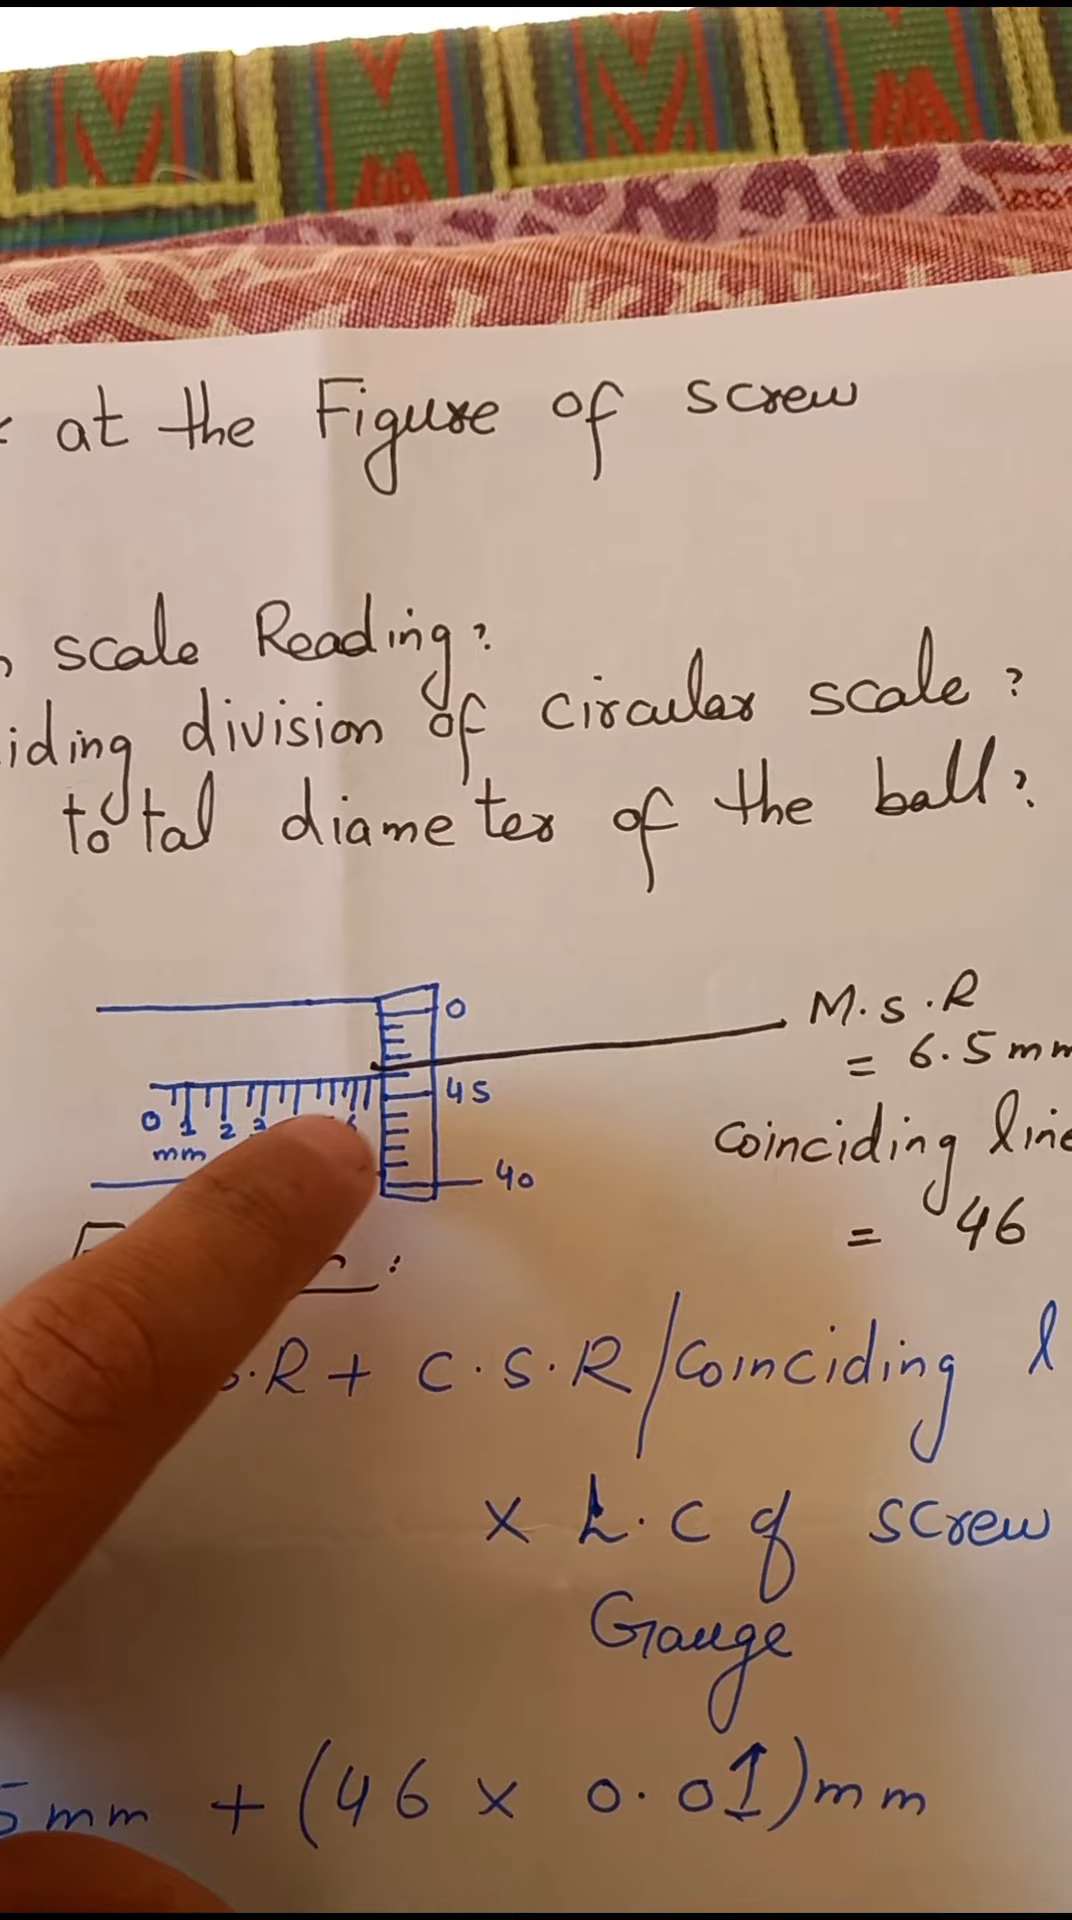 at the Figure of screw
scale Reading?
iding division of circular scale?
total diameter of the ball?
M.S.R
= 6.5 mm
0
45
40
0 1 2 3
mm
coinciding line
= 46
.R + C.S.R/Coinciding l
x L.C of screw
Gauge
5 mm + (46 x 0.01) mm